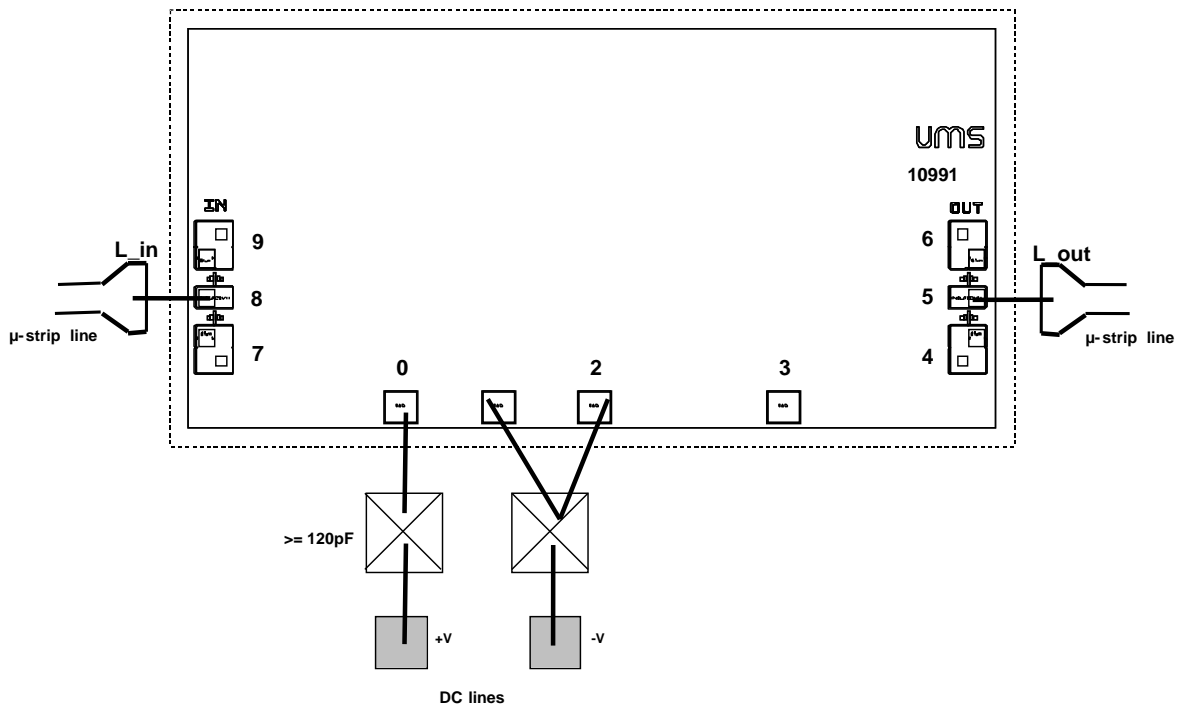 ums
10991
IN
OUT
9
6
L_in
L_out
8
5
µ-strip line
µ-strip line
7
4
0
2
3
>= 120pF
+V
-V
DC lines